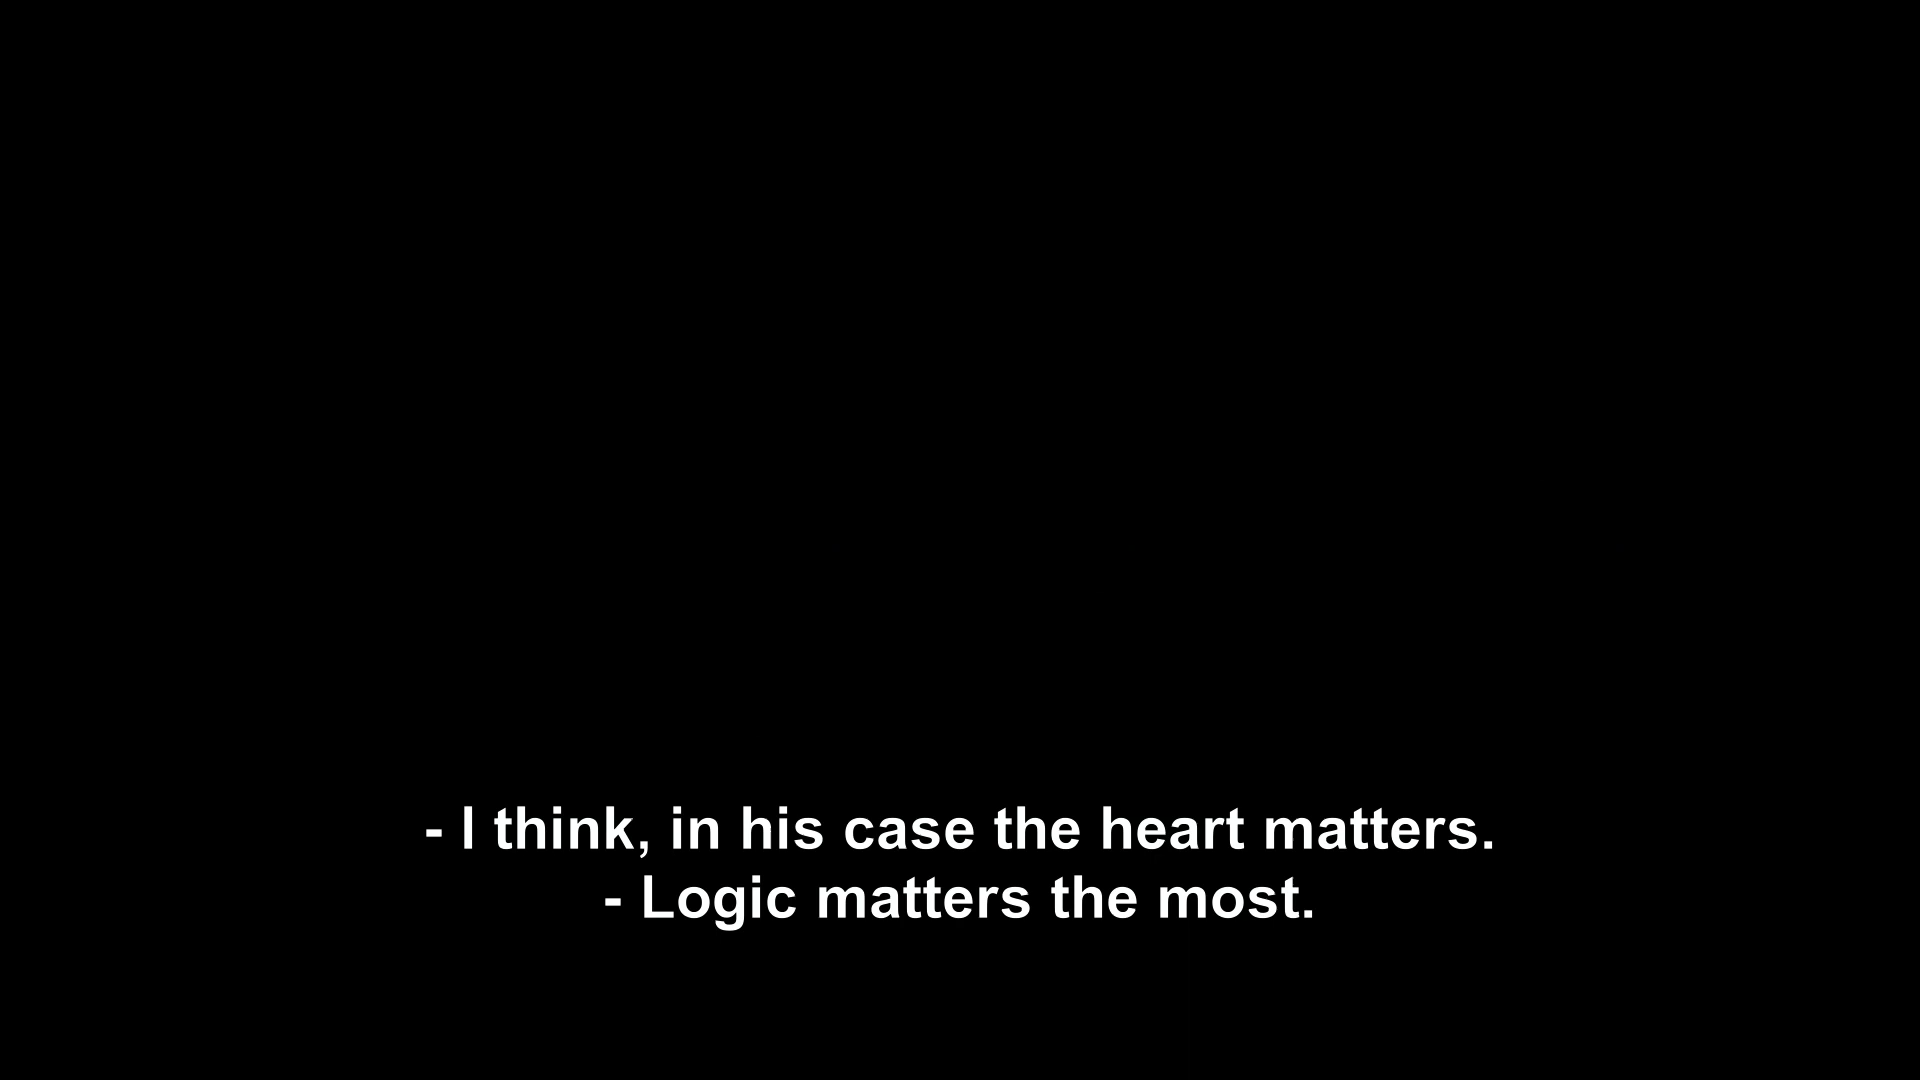 - I think, in his case the heart matters.
- Logic matters the most.